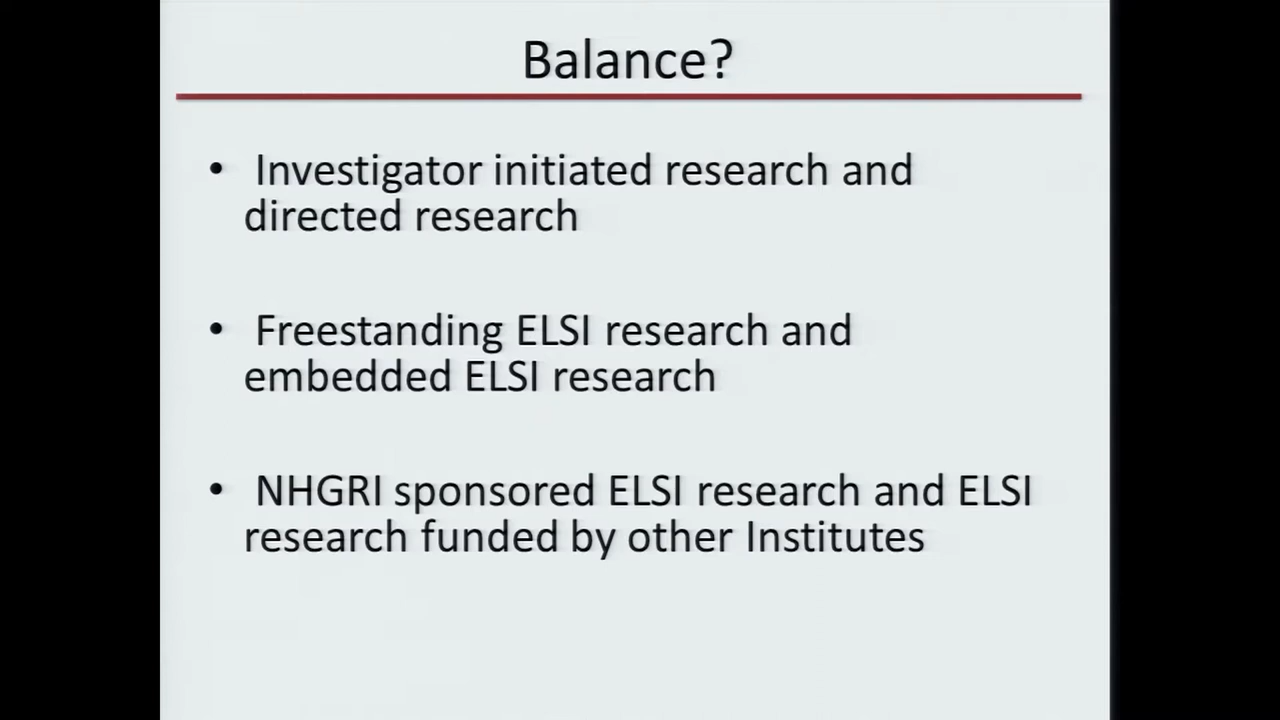 Balance?
• Investigator initiated research and
directed research
• Freestanding ELSI research and
embedded ELSI research
• NHGRI sponsored ELSI research and ELSI
research funded by other Institutes